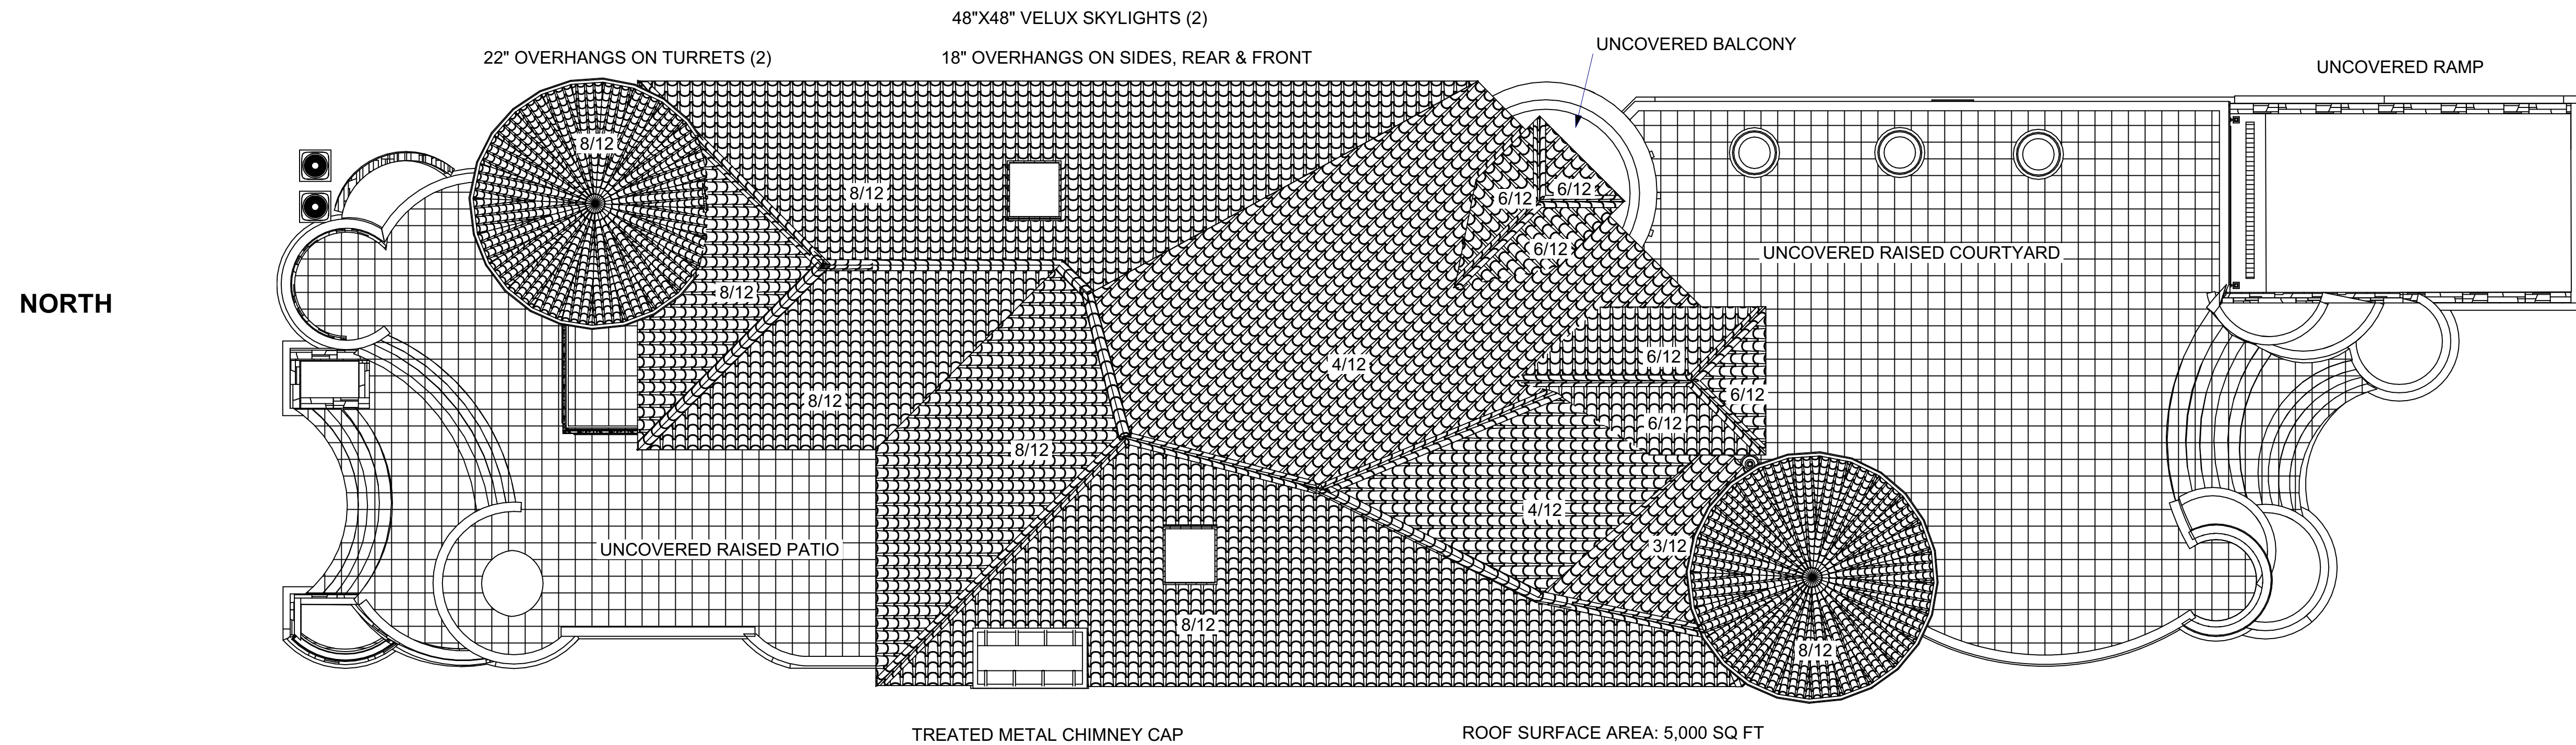 48"X48" VELUX SKYLIGHTS (2)
UNCOVERED BALCONY
22" OVERHANGS ON TURRETS (2)
18" OVERHANGS ON SIDES, REAR & FRONT
UNCOVERED RAMP
8/12
8/12
6/12
6/12
6/12
UNCOVERED RAISED COURTYARD
8/12
NORTH
6/12
4/12
6/12
8/12
6/12
8/12
4/12
3/12
UNCOVERED RAISED PATIO
8/12
8/12
TREATED METAL CHIMNEY CAP
ROOF SURFACE AREA: 5,000 SQ FT